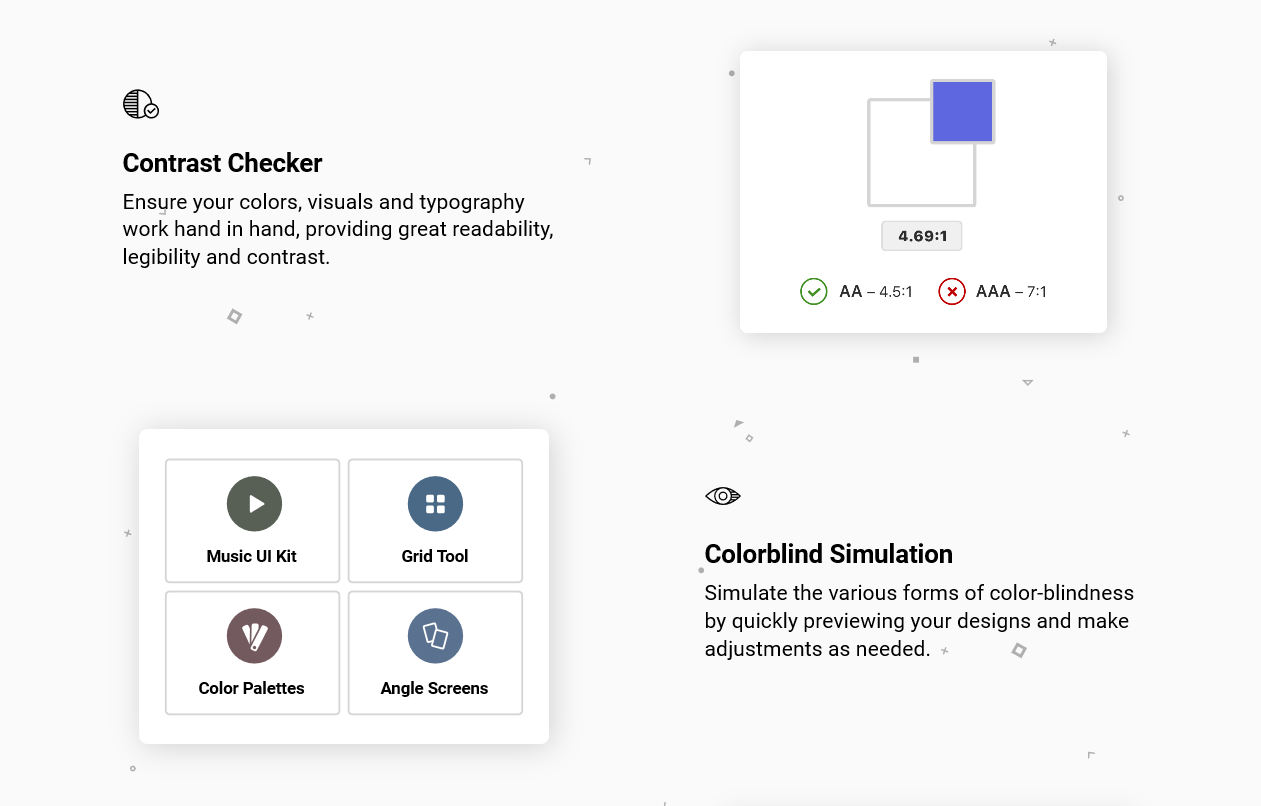 Contrast Checker
Ensure your colors, visuals and typography
work hand in hand, providing great readability,
legibility and contrast.
4.69:1
AA – 4.5:1
AAA – 7:1
Music UI Kit
Grid Tool
Color Palettes
Angle Screens
Colorblind Simulation
Simulate the various forms of color-blindness
by quickly previewing your designs and make
adjustments as needed.